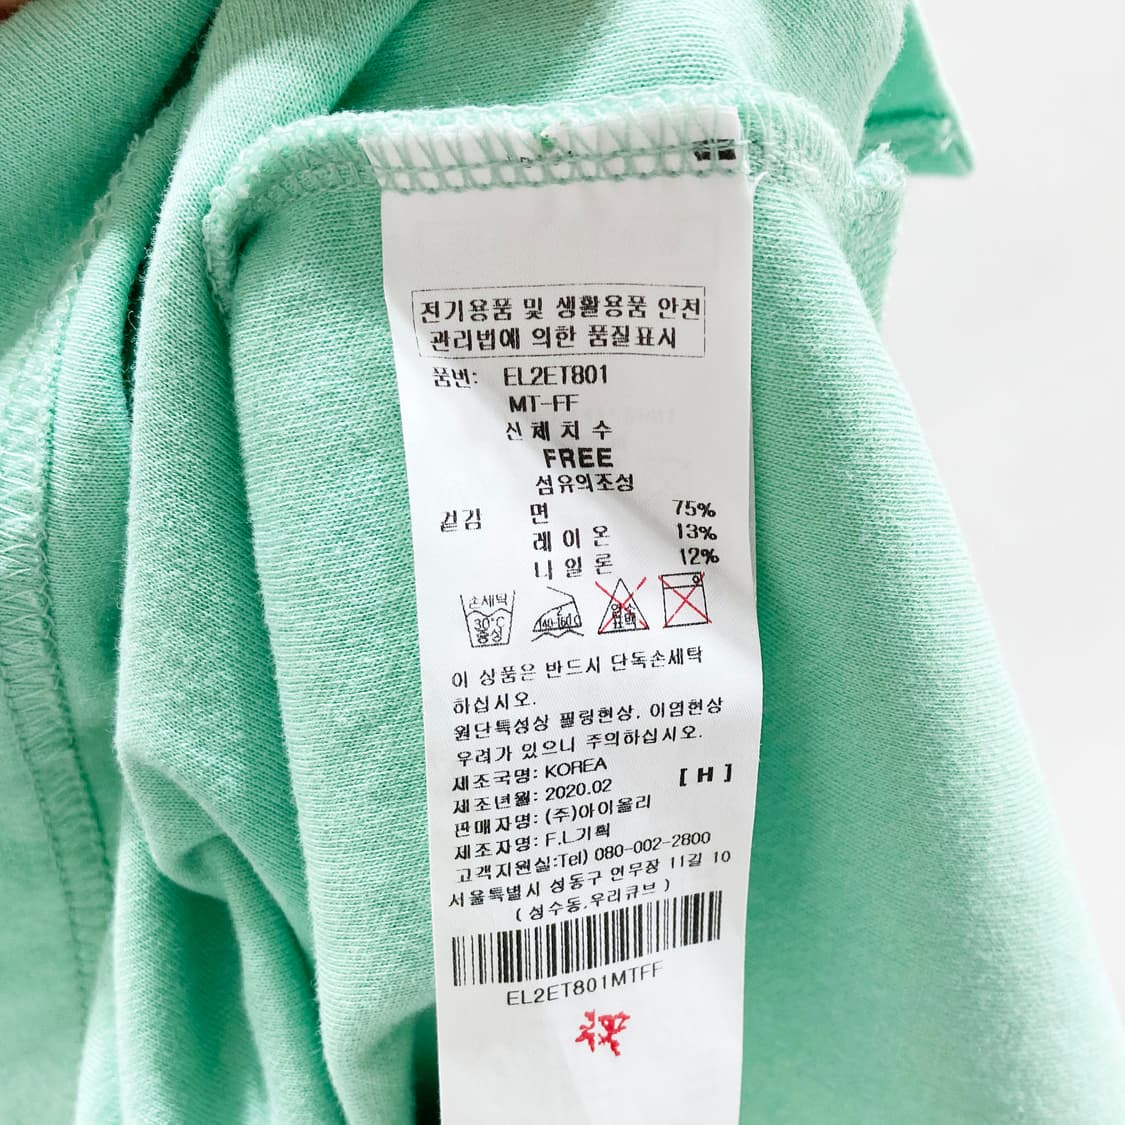 전기용품 및 생활용품 안전
관리법에 의한 품질표시
품번: EL2ET801
MT-FF
신체치수
FREE
섬유의조성
겉감 면 75%
레이온 13%
나일론 12%
손세탁
30°C
중성
140-160°C
염소
표백
이 상품은 반드시 단독손세탁
하십시오.
원단특성상 필링현상, 이염현상
우려가 있으니 주의하십시오.
제조국명: KOREA
[ H ]
제조년월: 2020.02
판매자명: (주)아이올리
제조자명: F.L기획
고객지원실:Tel) 080-002-2800
서울특별시 성동구 연무장 11길 10
( 성수동,우리큐브 )
EL2ET801MTFF